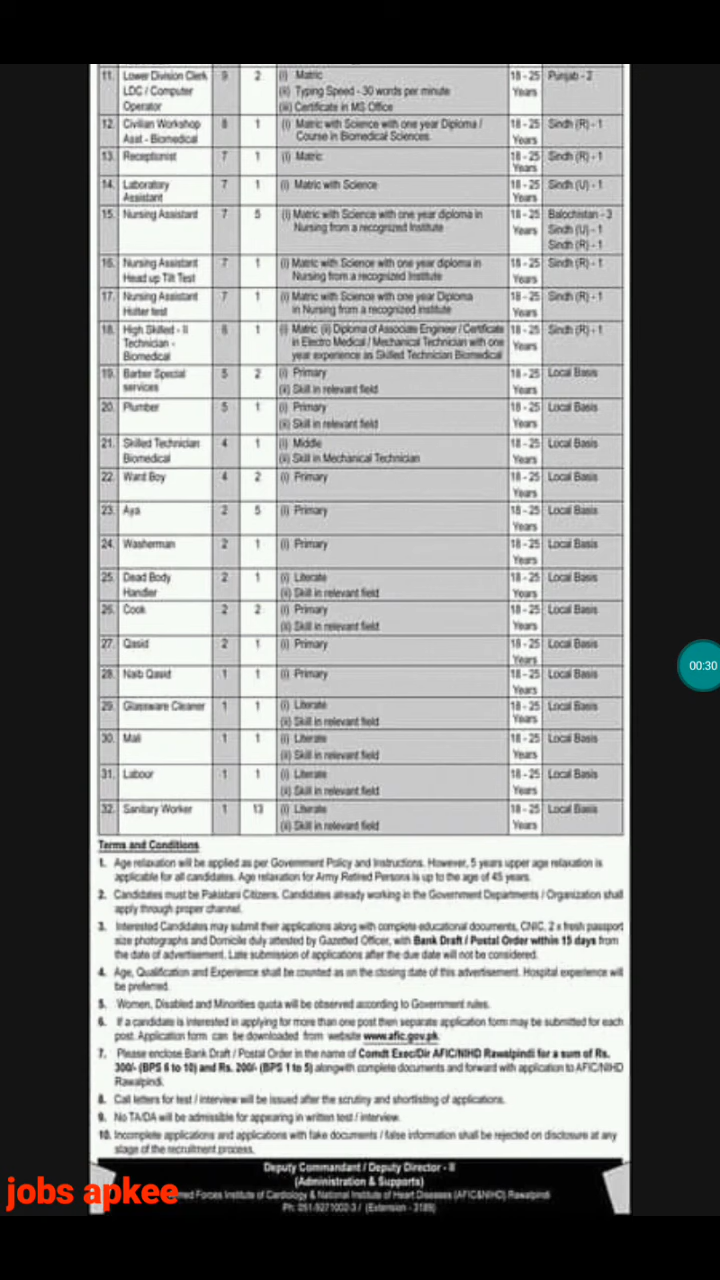 11. Lower Division Clerk 9 2 (i) Matric 18 - 25 Punjab - 2
LDC / Computer (ii) Typing Speed - 30 words per minute Years
Operator (iii) Certificate in MS Office
12. Civilian Workshop 8 1 (i) Matric with Science with one year Diploma / 18 - 25 Sindh (R) - 1
Asst - Biomedical Course in Biomedical Sciences. Years
13. Receptionist 7 1 (i) Matric 18 - 25 Sindh (R) - 1
Years
14. Laboratory 7 1 (i) Matric with Science 18 - 25 Sindh (U) - 1
Assistant Years
15. Nursing Assistant 7 5 (i) Matric with Science with one year diploma in 18 - 25 Balochistan - 3
Nursing from a recognized Institute Years Sindh (U) - 1
Sindh (R) - 1
16. Nursing Assistant 7 1 (i) Matric with Science with one year diploma in 18 - 25 Sindh (R) - 1
Head up Tilt Test Nursing from a recognized Institute Years
17. Nursing Assistant 7 1 (i) Matric with Science with one year Diploma 18 - 25 Sindh (R) - 1
Holter test in Nursing from a recognized institute Years
18. High Skilled - II 6 1 (i) Matric (ii) Diploma of Associate Engineer / Certificate 18 - 25 Sindh (R) - 1
Technician - in Electro Medical / Mechanical Technician with one Years
Biomedical year experience as Skilled Technician Biomedical
19. Barber Special 5 2 (i) Primary 18 - 25 Local Basis
services (ii) Skill in relevant field Years
20. Plumber 5 1 (i) Primary 18 - 25 Local Basis
(ii) Skill in relevant field Years
21. Skilled Technician 4 1 (i) Middle 18 - 25 Local Basis
Biomedical (ii) Skill in Mechanical Technician Years
22. Ward Boy 4 2 (i) Primary 18 - 25 Local Basis
Years
23. Aya 2 5 (i) Primary 18 - 25 Local Basis
Years
24. Washerman 2 1 (i) Primary 18 - 25 Local Basis
Years
25. Dead Body 2 1 (i) Literate 18 - 25 Local Basis
Handler (ii) Skill in relevant field Years
26. Cook 2 2 (i) Primary 18 - 25 Local Basis
(ii) Skill in relevant field Years
27. Qasid 2 1 (i) Primary 18 - 25 Local Basis
Years
28. Naib Qasid 1 1 (i) Primary 18 - 25 Local Basis
Years
29. Glassware Cleaner 1 1 (i) Literate 18 - 25 Local Basis
(ii) Skill in relevant field Years
30. Mali 1 1 (i) Literate 18 - 25 Local Basis
(ii) Skill in relevant field Years
31. Labour 1 1 (i) Literate 18 - 25 Local Basis
(ii) Skill in relevant field Years
32. Sanitary Worker 1 13 (i) Literate 18 - 25 Local Basis
(ii) Skill in relevant field Years
Terms and Conditions
1. Age relaxation will be applied as per Government Policy and Instructions. However, 5 years upper age relaxation is
applicable for all candidates. Age relaxation for Army Retired Persons is up to the age of 45 years.
2. Candidates must be Pakistani Citizens. Candidates already working in the Government Departments / Organization shall
apply through proper channel.
3. Interested Candidates may submit their applications along with complete educational documents, CNIC, 2 x fresh passport
size photographs and Domicile duly attested by Gazetted Officer, with Bank Draft / Postal Order within 15 days from
the date of advertisement. Late submission of applications after the due date will not be considered.
4. Age, Qualification and Experience shall be counted as on the closing date of this advertisement. Hospital experience will
be preferred.
5. Women, Disabled and Minorities quota will be observed according to Government rules.
6. If a candidate is interested in applying for more than one post then separate application form may be submitted for each
post. Application form can be downloaded from website www.afic.gov.pk.
7. Please enclose Bank Draft / Postal Order in the name of Comdt Exec/Dir AFIC/NIHD Rawalpindi for a sum of Rs.
300/- (BPS 6 to 10) and Rs. 200/- (BPS 1 to 5) alongwith complete documents and forward with application to AFIC/NIHD
Rawalpindi.
8. Call letters for test / interview will be issued after the scrutiny and shortlisting of applications.
9. No TA/DA will be admissible for appearing in written test / interview.
10. Incomplete applications and applications with fake documents / false information shall be rejected on disclosure at any
stage of the recruitment process.
Deputy Commandant / Deputy Director - II
(Administration & Supports)
Forces Institute of Cardiology & National Institute of Heart Diseases (AFIC&NIHD) Rawalpindi
Ph: 051-9271002-3 / (Extension - 3189)
jobs apkee
00:30